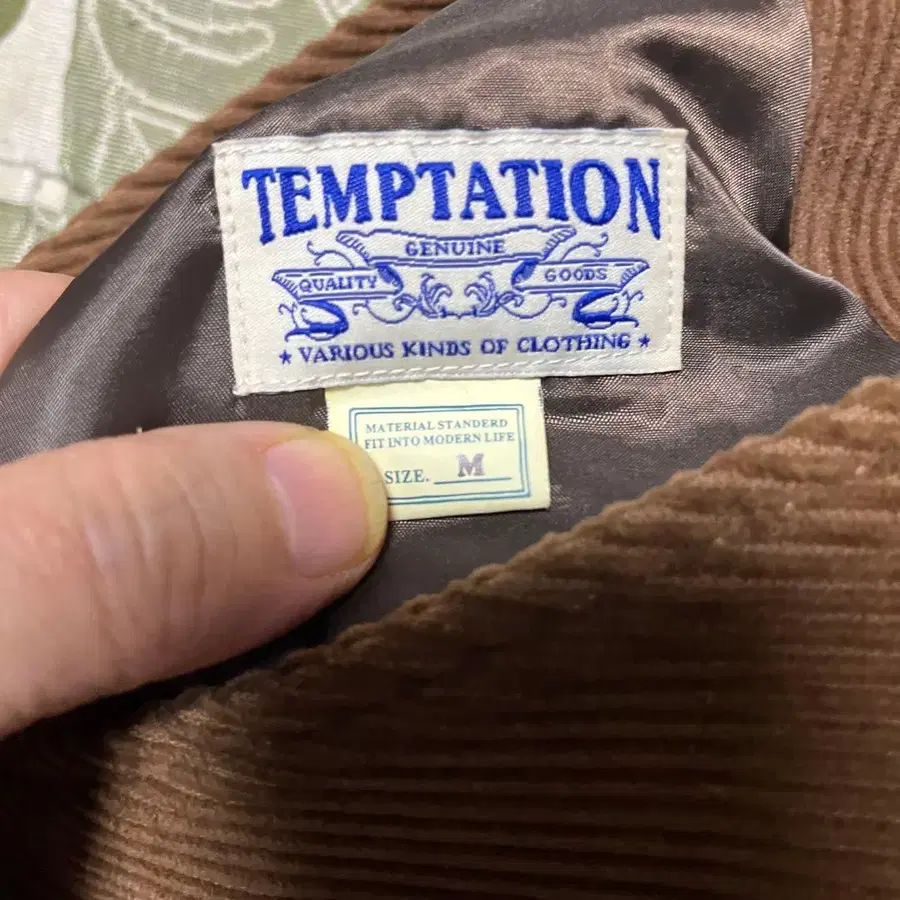 TEMPTATION
GENUINE
QUALITY GOODS
★ VARIOUS KINDS OF CLOTHING ★
MATERIAL STANDERD
FIT INTO MODERN LIFE
SIZE. M